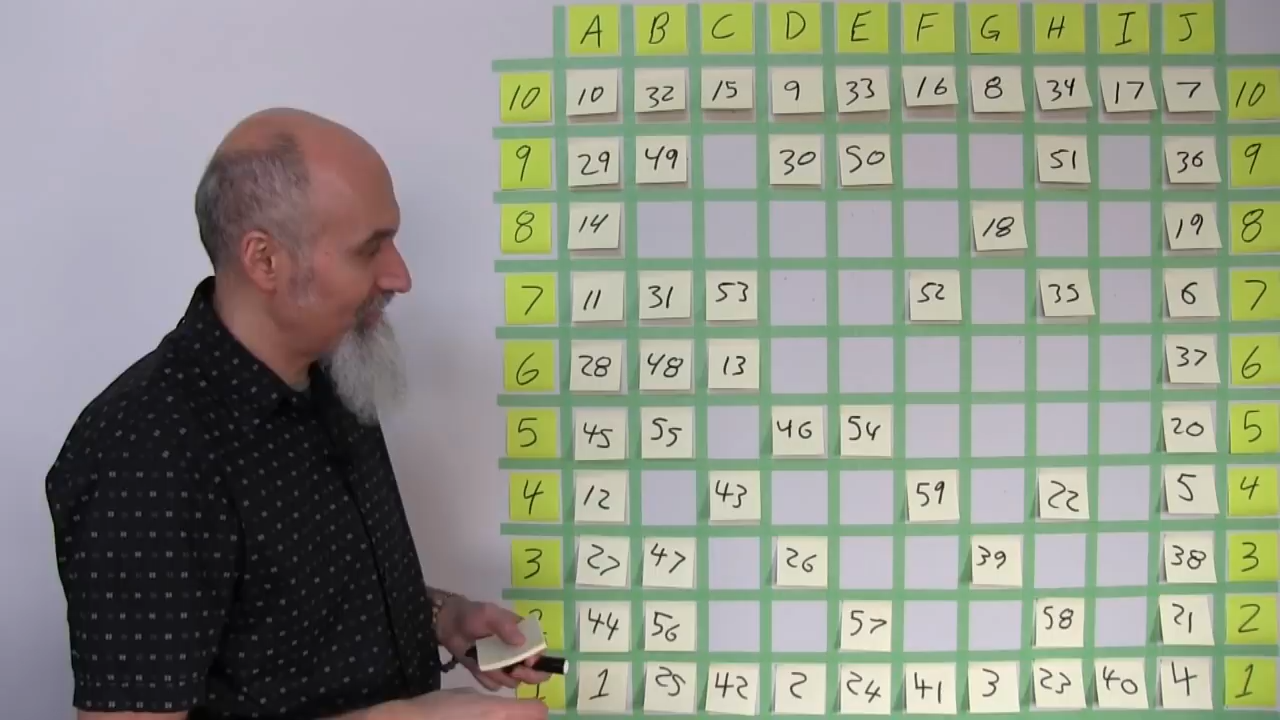 A B C D E F G H I J
10 10 32 15 9 33 16 8 34 17 7 10
9 29 49 30 50 51 36 9
8 14 18 19 8
7 11 31 53 52 35 6 7
6 28 48 13 37 6
5 45 55 46 54 20 5
4 12 43 59 22 5 4
3 27 47 26 39 38 3
2 44 56 57 58 21 2
1 1 25 42 2 24 41 3 23 40 4 1